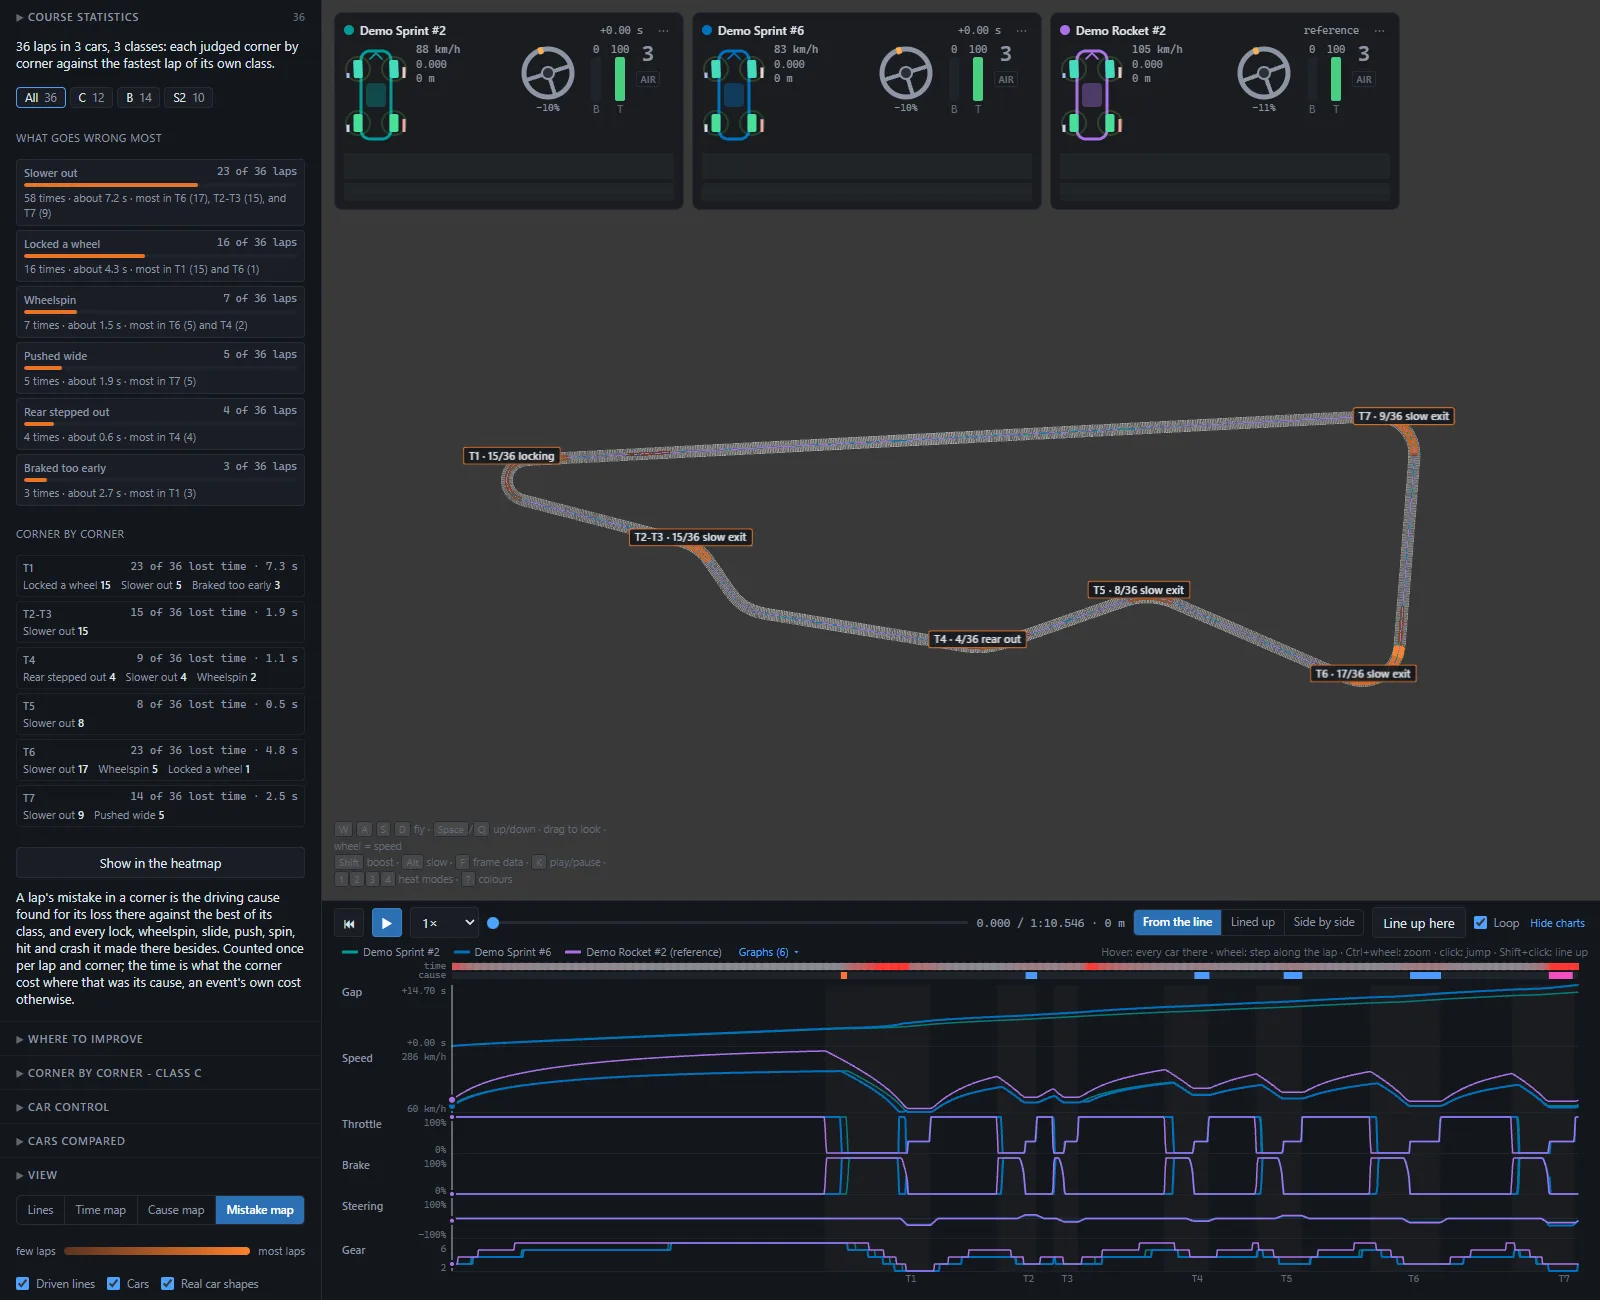 COURSE STATISTICS 36
36 laps in 3 cars, 3 classes: each judged corner by
corner against the fastest lap of its own class.
All 36 C 12 B 14 S2 10
WHAT GOES WRONG MOST
Slower out 23 of 36 laps
58 times · about 7.2 s · most in T6 (17), T2-T3 (15), and
T7 (9)
Locked a wheel 16 of 36 laps
16 times · about 4.3 s · most in T1 (15) and T6 (1)
Wheelspin 7 of 36 laps
7 times · about 1.5 s · most in T6 (5) and T4 (2)
Pushed wide 5 of 36 laps
5 times · about 1.9 s · most in T7 (5)
Rear stepped out 4 of 36 laps
4 times · about 0.6 s · most in T4 (4)
Braked too early 3 of 36 laps
3 times · about 2.7 s · most in T1 (3)
CORNER BY CORNER
T1 23 of 36 lost time · 7.3 s
Locked a wheel 15 Slower out 5 Braked too early 3
T2-T3 15 of 36 lost time · 1.9 s
Slower out 15
T4 9 of 36 lost time · 1.1 s
Rear stepped out 4 Slower out 4 Wheelspin 2
T5 8 of 36 lost time · 0.5 s
Slower out 8
T6 23 of 36 lost time · 4.8 s
Slower out 17 Wheelspin 5 Locked a wheel 1
T7 14 of 36 lost time · 2.5 s
Slower out 9 Pushed wide 5
Show in the heatmap
A lap's mistake in a corner is the driving cause
found for its loss there against the best of its
class, and every lock, wheelspin, slide, push, spin,
hit and crash it made there besides. Counted once
per lap and corner; the time is what the corner
cost where that was its cause, an event's own cost
otherwise.
WHERE TO IMPROVE
CORNER BY CORNER - CLASS C
CAR CONTROL
CARS COMPARED
VIEW
Lines Time map Cause map Mistake map
few laps most laps
Driven lines Cars Real car shapes
Demo Sprint #2 +0.00 s ···
88 km/h 0 100 3
0.000
0 m AIR
-10% B T
Demo Sprint #6 +0.00 s ···
83 km/h 0 100 3
0.000
0 m AIR
-10% B T
Demo Rocket #2 reference ···
105 km/h 0 100 3
0.000
0 m AIR
-11% B T
T7 · 9/36 slow exit
T1 · 15/36 locking
T2-T3 · 15/36 slow exit
T5 · 8/36 slow exit
T4 · 4/36 rear out
T6 · 17/36 slow exit
W A S D fly · Space / Q up/down · drag to look ·
wheel = speed
Shift boost · Alt slow · F frame data · K play/pause ·
1 2 3 4 heat modes · ? colours
1× 0.000 / 1:10.546 · 0 m From the line Lined up Side by side Line up here Loop Hide charts
Demo Sprint #2 Demo Sprint #6 Demo Rocket #2 (reference) Graphs (6) Hover: every car there · wheel: step along the lap · Ctrl+wheel: zoom · click: jump · Shift+click: line up
time
cause
Gap +14.70 s
+0.00 s
Speed 286 km/h
60 km/h
Throttle 100%
0%
Brake 100%
0%
Steering 100%
-100%
Gear 6
2
T1 T2 T3 T4 T5 T6 T7